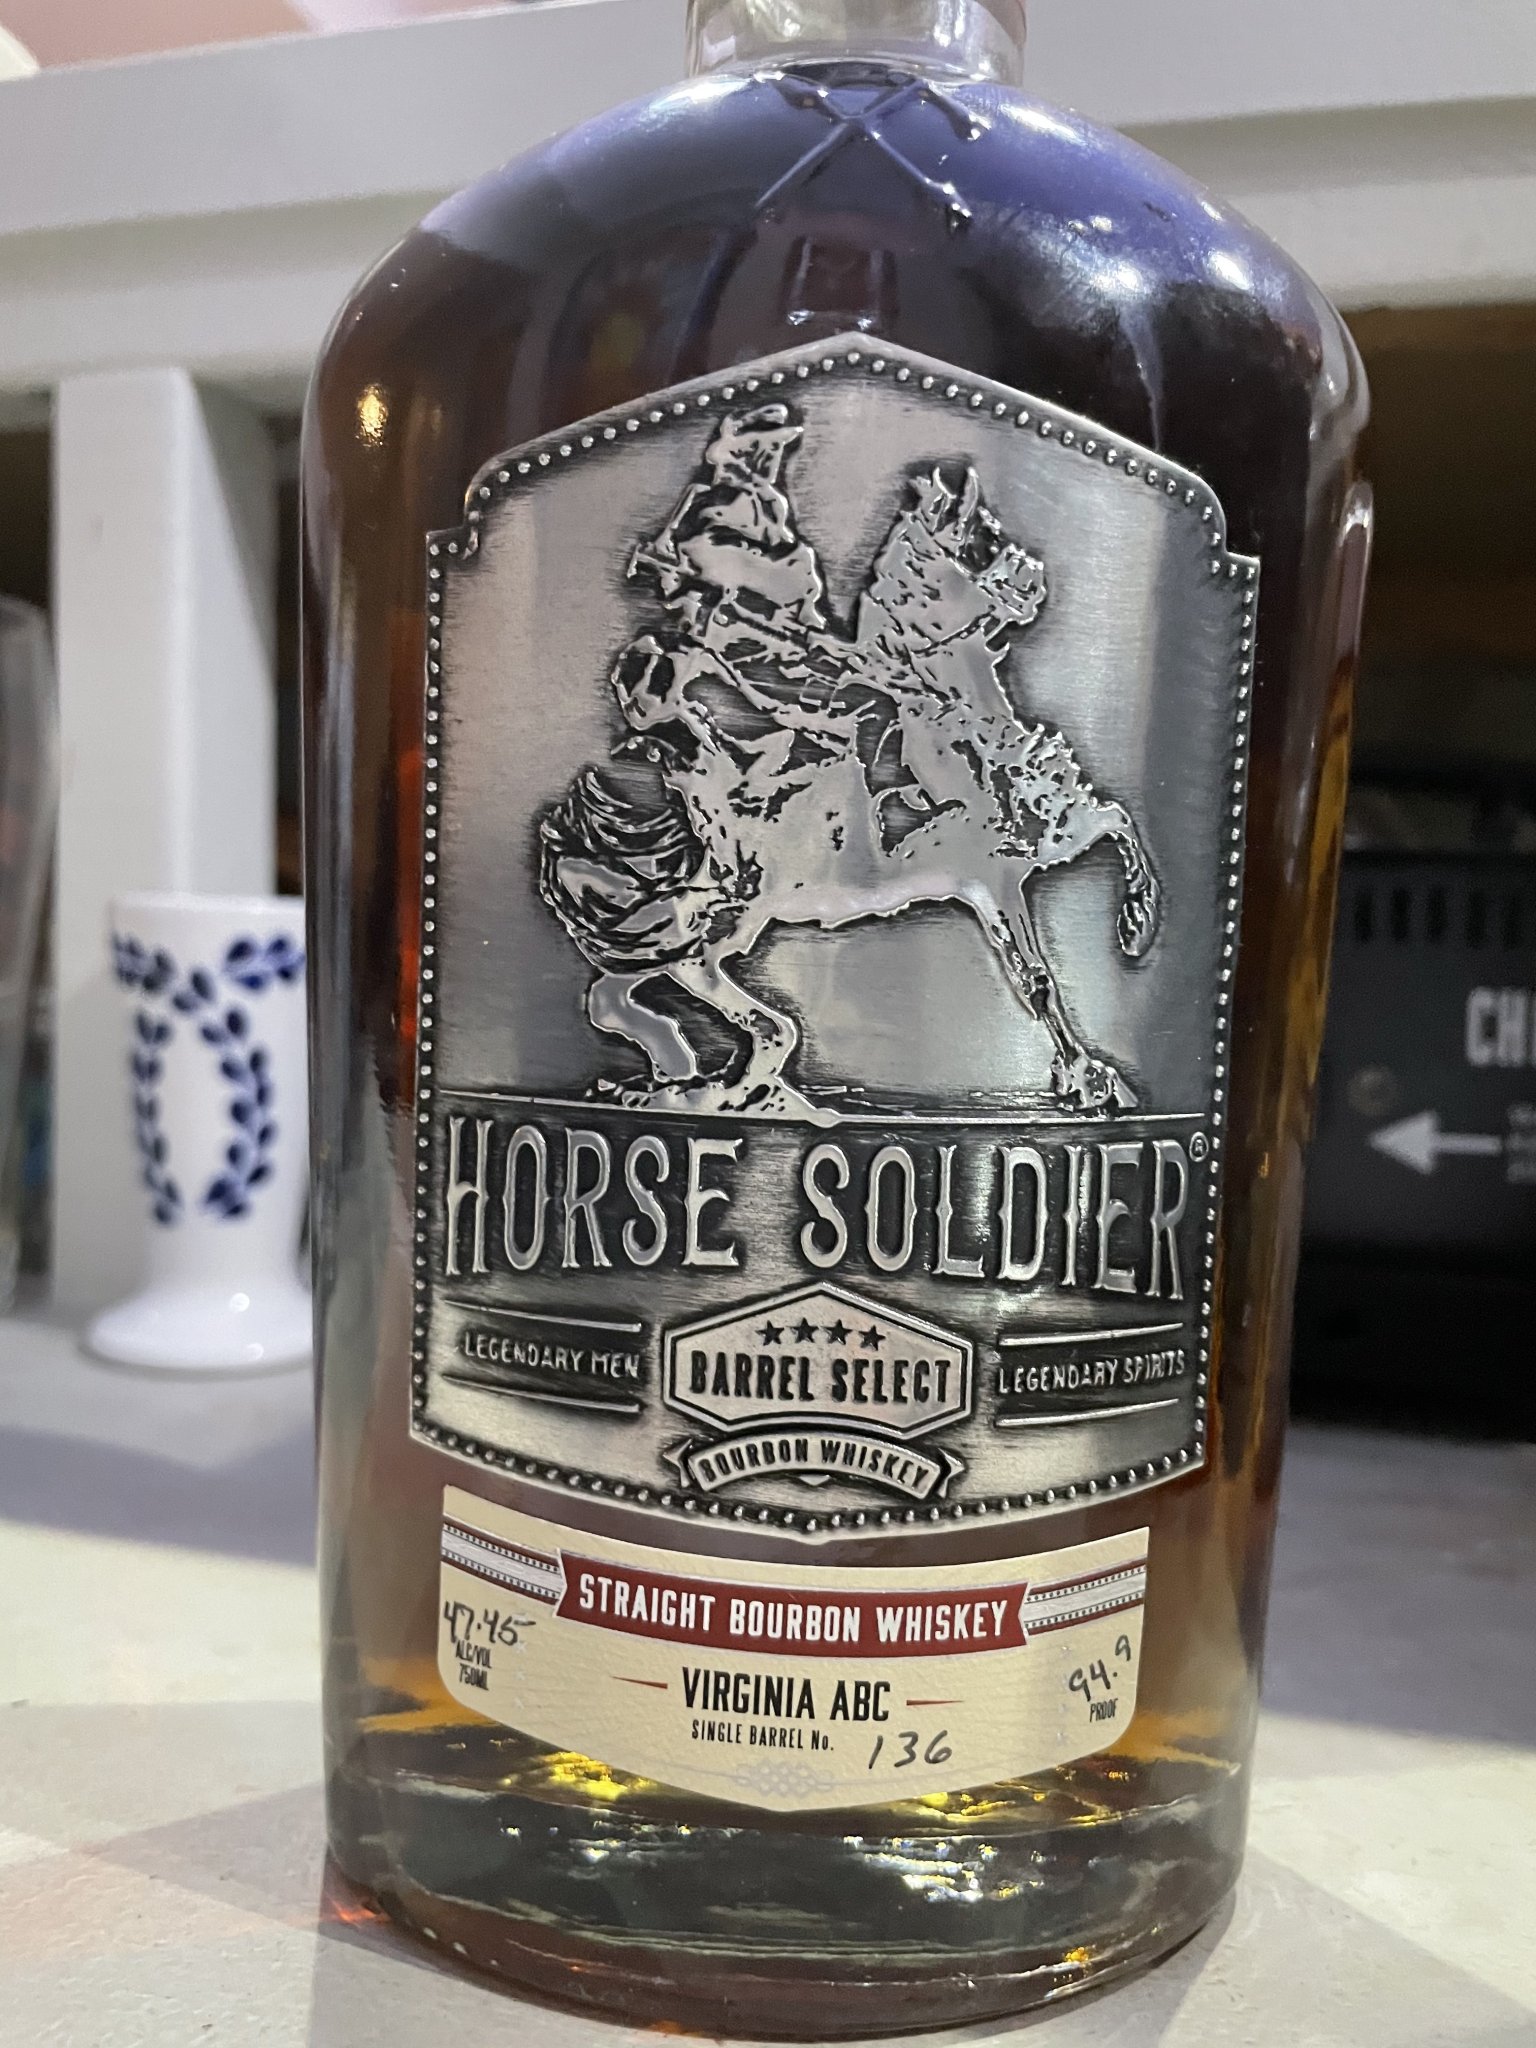 HORSE SOLDIER®
LEGENDARY MEN
★★★★
BARREL SELECT
LEGENDARY SPIRITS
BOURBON WHISKEY
STRAIGHT BOURBON WHISKEY
47.45
ALC/VOL
750ML
VIRGINIA ABC
SINGLE BARREL No. 136
94.9
PROOF